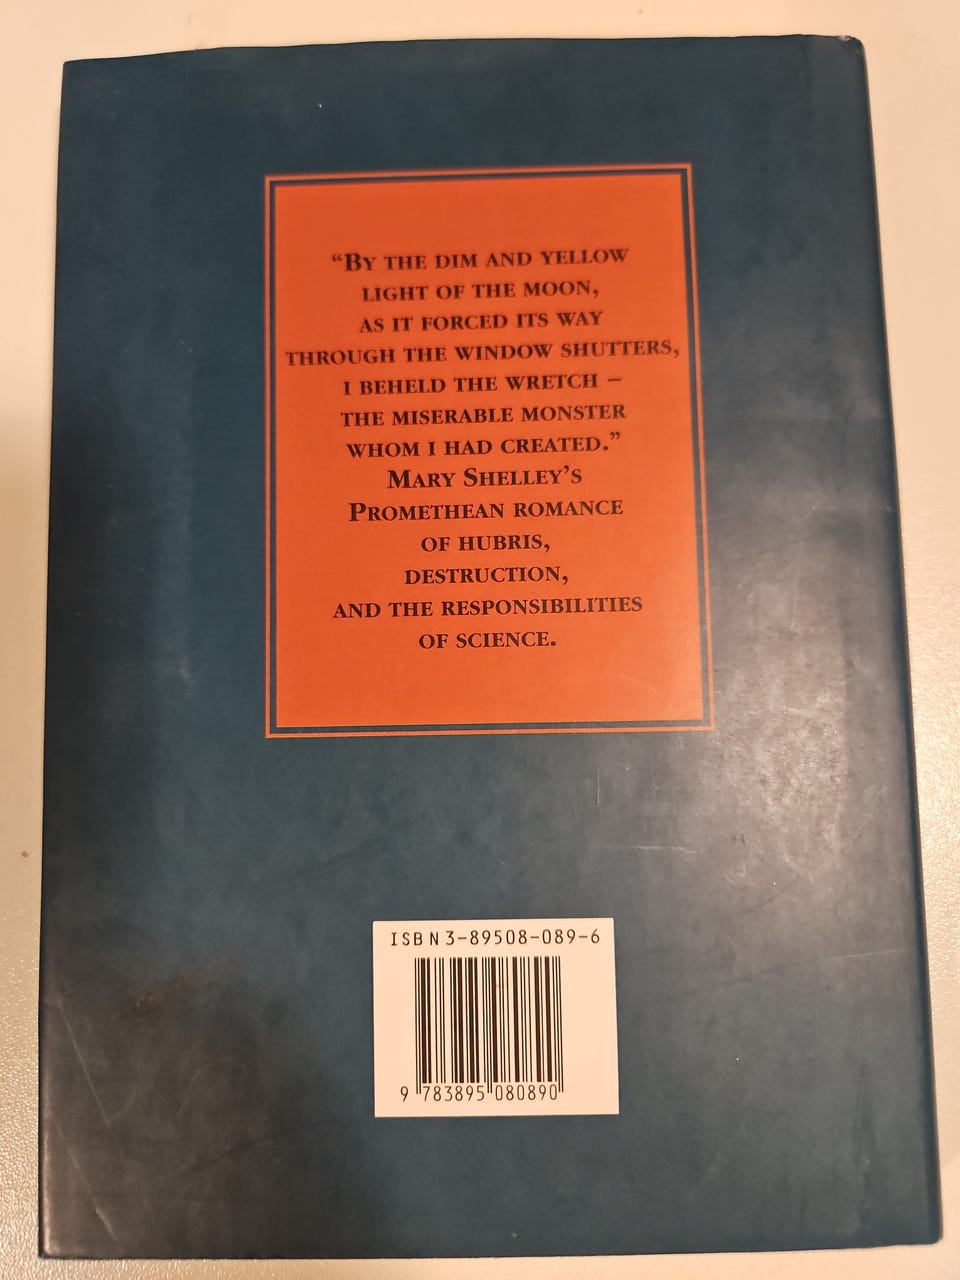 “BY THE DIM AND YELLOW
LIGHT OF THE MOON,
AS IT FORCED ITS WAY
THROUGH THE WINDOW SHUTTERS,
I BEHELD THE WRETCH –
THE MISERABLE MONSTER
WHOM I HAD CREATED.”
MARY SHELLEY’S
PROMETHEAN ROMANCE
OF HUBRIS,
DESTRUCTION,
AND THE RESPONSIBILITIES
OF SCIENCE.
ISBN 3-89508-089-6
9 783895 080890